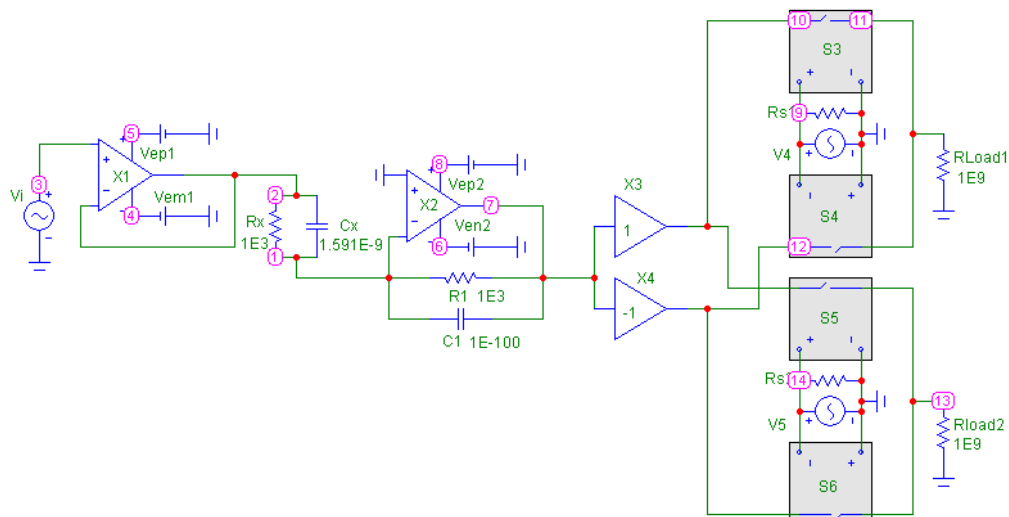 10
11
S3
+
I
Rs
9
V4
+
I
+
I
S4
12
RLoad1
1E9
5
+
Vep1
3
Vi
+
-
+
-
X1
Vem1
4
-
2
Rx
1E3
1
Cx
1.591E-9
8
+
Vep2
+
-
X2
7
Ven2
6
-
R1 1E3
C1 1E-100
X3
1
X4
-1
S5
+
I
Rs
14
V5
+
I
I
+
S6
13
Rload2
1E9